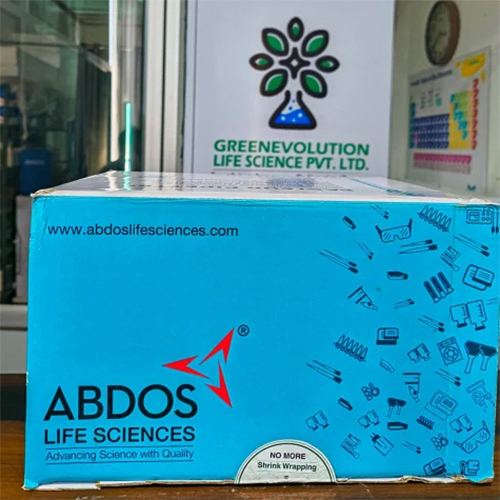 GREENEVOLUTION
LIFE SCIENCE PVT. LTD.
www.abdoslifesciences.com
®
ABDOS
LIFE SCIENCES
Advancing Science with Quality
NO MORE
Shrink Wrapping